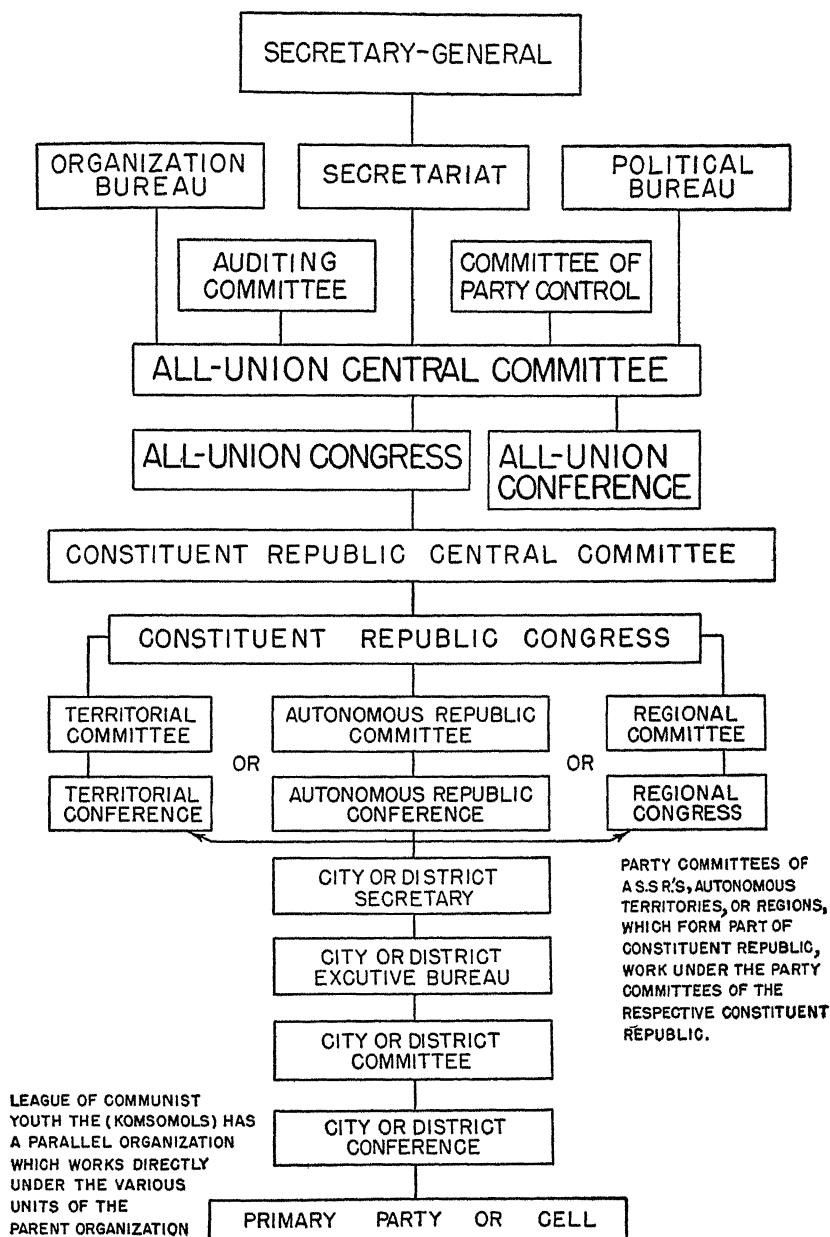 SECRETARY-GENERAL
ORGANIZATION
BUREAU
SECRETARIAT
POLITICAL
BUREAU
AUDITING
COMMITTEE
COMMITTEE OF
PARTY CONTROL
ALL-UNION CENTRAL COMMITTEE
ALL-UNION CONGRESS
ALL-UNION
CONFERENCE
CONSTITUENT REPUBLIC CENTRAL COMMITTEE
CONSTITUENT REPUBLIC CONGRESS
TERRITORIAL
COMMITTEE
OR
AUTONOMOUS REPUBLIC
COMMITTEE
OR
REGIONAL
COMMITTEE
TERRITORIAL
CONFERENCE
AUTONOMOUS REPUBLIC
CONFERENCE
REGIONAL
CONGRESS
CITY OR DISTRICT
SECRETARY
PARTY COMMITTEES OF
A S.S R.'S, AUTONOMOUS
TERRITORIES, OR REGIONS,
WHICH FORM PART OF
CONSTITUENT REPUBLIC,
WORK UNDER THE PARTY
COMMITTEES OF THE
RESPECTIVE CONSTITUENT
REPUBLIC.
CITY OR DISTRICT
EXCUTIVE BUREAU
CITY OR DISTRICT
COMMITTEE
CITY OR DISTRICT
CONFERENCE
LEAGUE OF COMMUNIST
YOUTH THE (KOMSOMOLS) HAS
A PARALLEL ORGANIZATION
WHICH WORKS DIRECTLY
UNDER THE VARIOUS
UNITS OF THE
PARENT ORGANIZATION
PRIMARY PARTY OR CELL